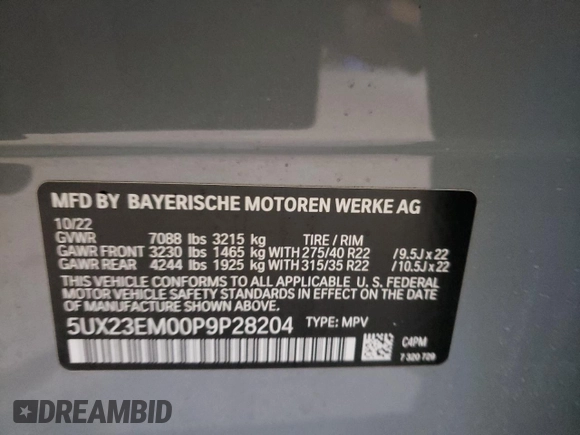 MFD BY BAYERISCHE MOTOREN WERKE AG
10/22
GVWR 7088 lbs 3215 kg TIRE / RIM
GAWR FRONT 3230 lbs 1465 kg WITH 275/40 R22 / 9.5J x 22
GAWR REAR 4244 lbs 1925 kg WITH 315/35 R22 / 10.5J x 22
THIS VEHICLE CONFORMS TO ALL APPLICABLE U. S. FEDERAL
MOTOR VEHICLE SAFETY STANDARDS IN EFFECT ON THE DATE
OF MANUFACTURE SHOWN ABOVE.
5UX23EM00P9P28204 TYPE: MPV
C4PM
7 320 729
DREAMBID